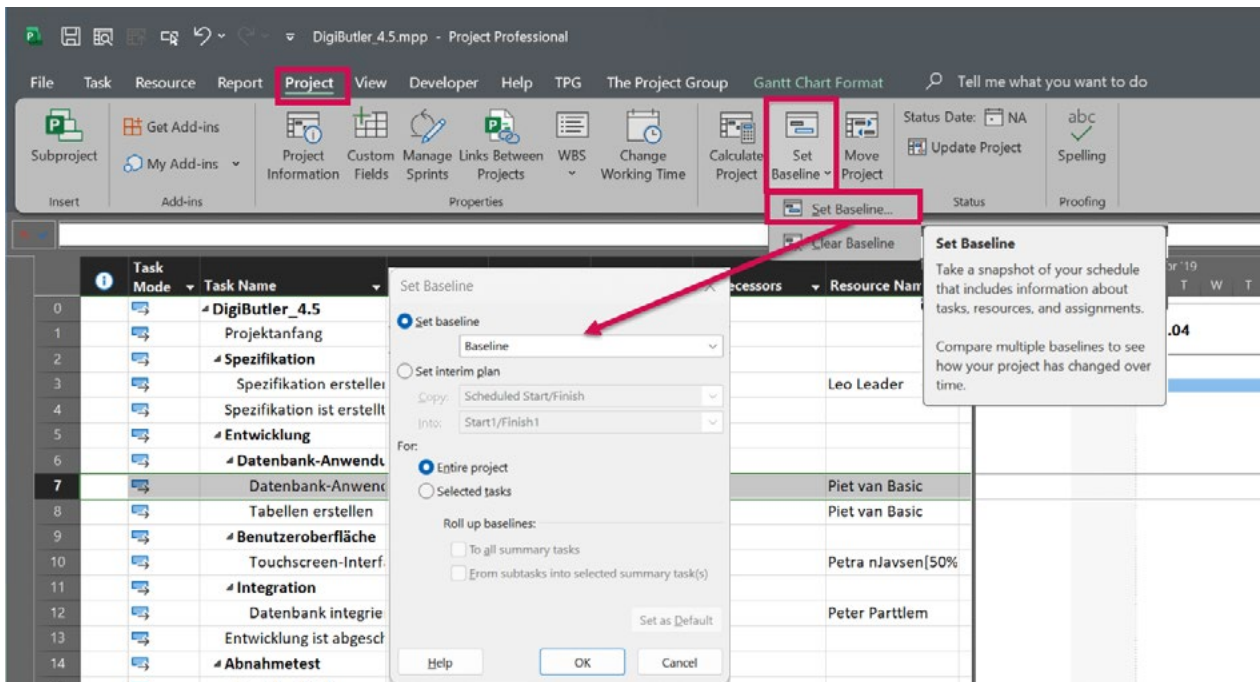 DigiButler_4.5.mpp - Project Professional
File Task Resource Report Project View Developer Help TPG The Project Group Gantt Chart Format Tell me what you want to do
Subproject
Get Add-ins
My Add-ins
Project Information
Custom Fields
Manage Sprints
Links Between Projects
WBS
Change Working Time
Calculate Project
Set Baseline
Move Project
Status Date: NA
Update Project
abc
Spelling
Insert Add-ins Properties Status Proofing
Set Baseline...
Clear Baseline
Set Baseline
Take a snapshot of your schedule
that includes information about
tasks, resources, and assignments.
Compare multiple baselines to see
how your project has changed over
time.
Task Mode Task Name Resource Nam
'19
T W T
.04
0 DigiButler_4.5
1 Projektanfang
2 Spezifikation
3 Spezifikation erstellen Leo Leader
4 Spezifikation ist erstellt
5 Entwicklung
6 Datenbank-Anwendu
7 Datenbank-Anwend Piet van Basic
8 Tabellen erstellen Piet van Basic
9 Benutzeroberfläche
10 Touchscreen-Interf Petra nJavsen[50%
11 Integration
12 Datenbank integrie Peter Parttlem
13 Entwicklung ist abgesch
14 Abnahmetest
Set Baseline
Set baseline
Baseline
Set interim plan
Copy: Scheduled Start/Finish
Into: Start1/Finish1
For:
Entire project
Selected tasks
Roll up baselines:
To all summary tasks
From subtasks into selected summary task(s)
Set as Default
Help OK Cancel